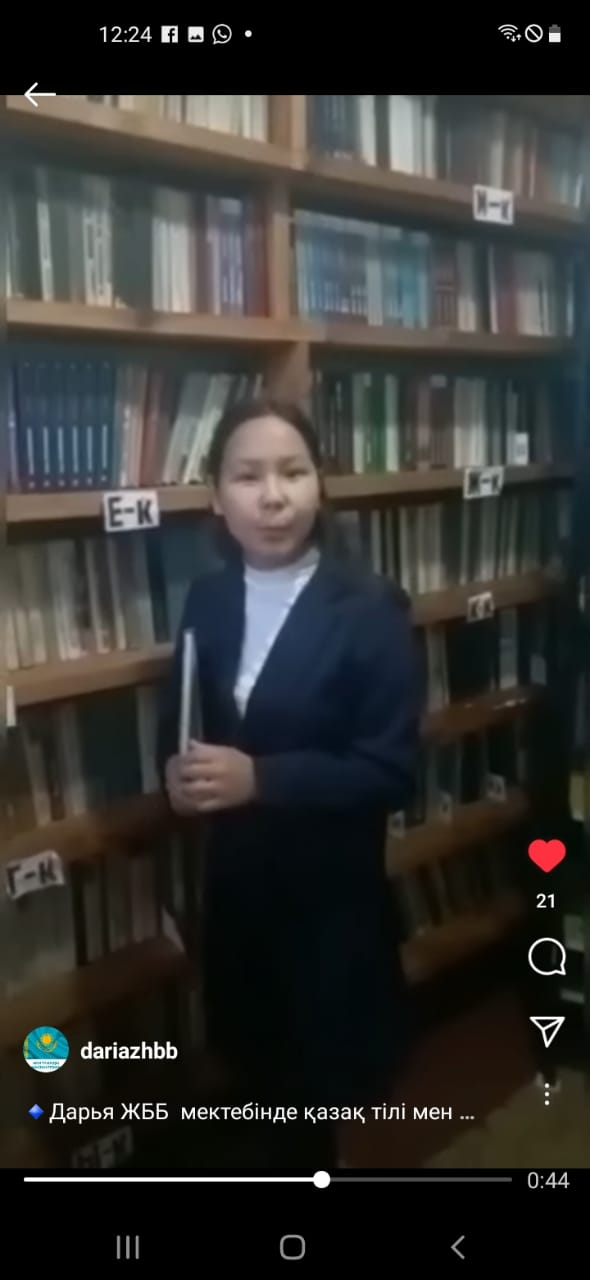 12:24
И-К
Е-К
Ж-К
Г-К
21
dariazhbb
Дарья ЖББ мектебінде қазақ тілі мен ...
0:44